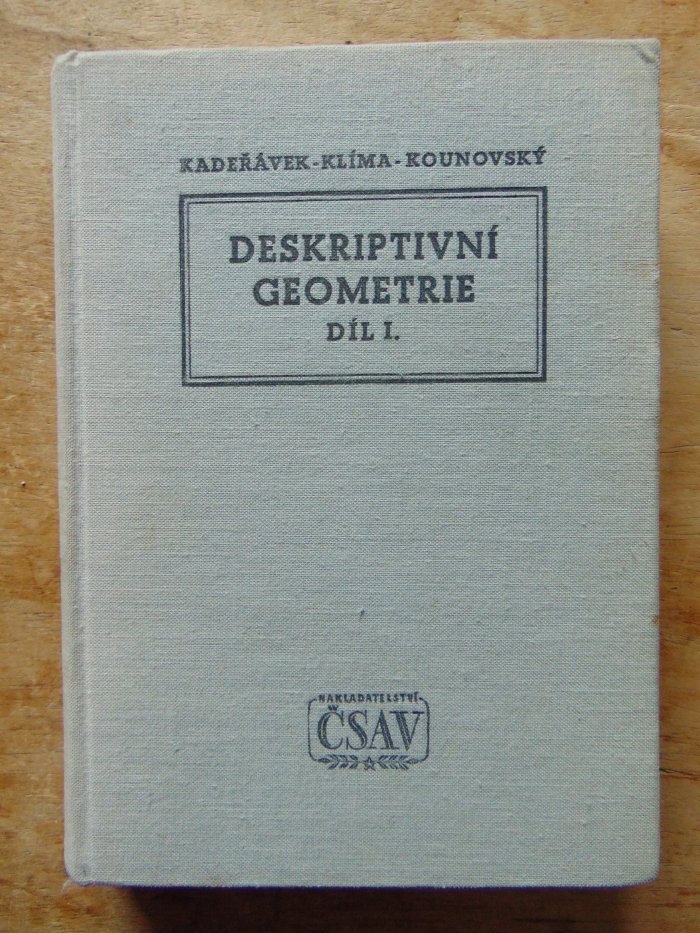 KADEŘÁVEK-KLÍMA-KOUNOVSKÝ
DESKRIPTIVNÍ
GEOMETRIE
DÍL I.
NAKLADATELSTVÍ
ČSAV